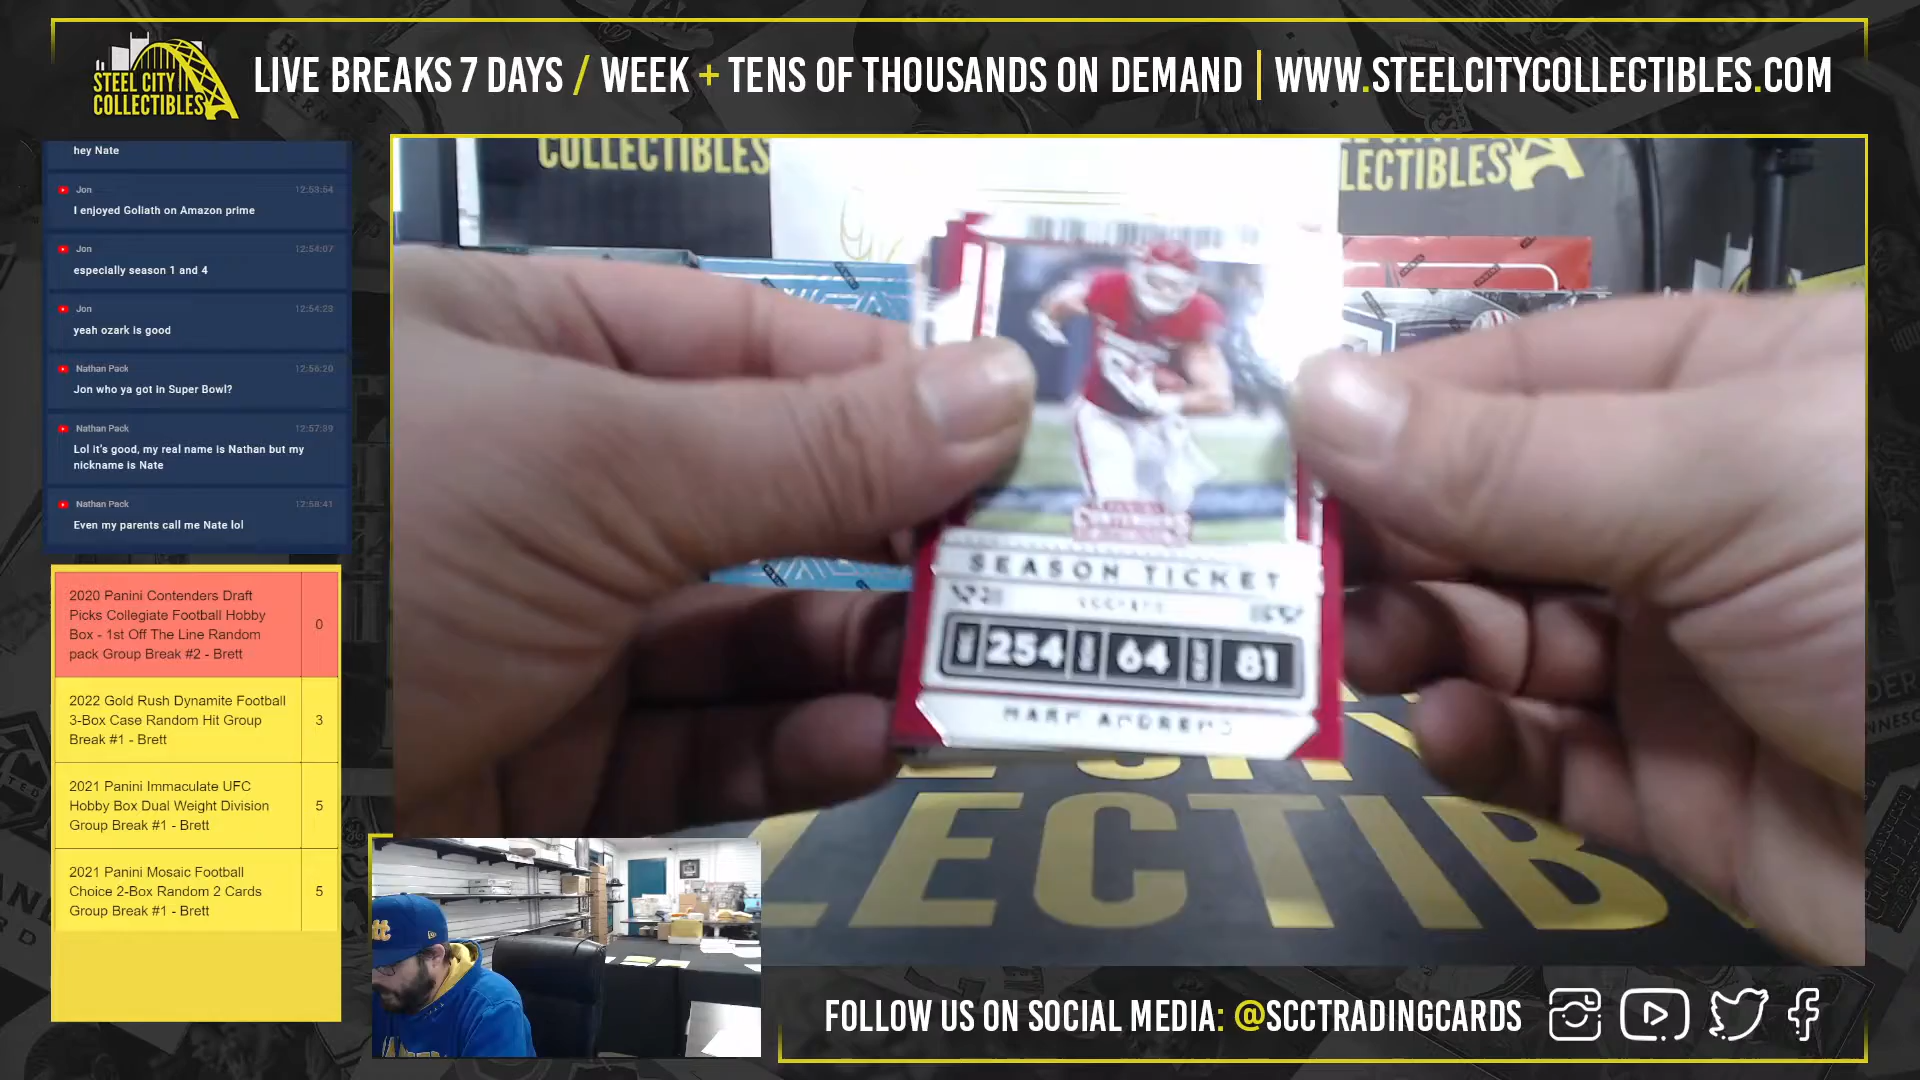 STEEL CITY
COLLECTIBLES
LIVE BREAKS 7 DAYS / WEEK + TENS OF THOUSANDS ON DEMAND | WWW.STEELCITYCOLLECTIBLES.COM
hey Nate
Jon 12:53:54
I enjoyed Goliath on Amazon prime
Jon 12:54:07
especially season 1 and 4
Jon 12:54:28
yeah ozark is good
Nathan Pack 12:56:20
Jon who ya got in Super Bowl?
Nathan Pack 12:57:39
Lol it's good, my real name is Nathan but my
nickname is Nate
Nathan Pack 12:58:41
Even my parents call me Nate lol
2020 Panini Contenders Draft
Picks Collegiate Football Hobby
Box - 1st Off The Line Random
pack Group Break #2 - Brett
0
2022 Gold Rush Dynamite Football
3-Box Case Random Hit Group
Break #1 - Brett
3
2021 Panini Immaculate UFC
Hobby Box Dual Weight Division
Group Break #1 - Brett
5
2021 Panini Mosaic Football
Choice 2-Box Random 2 Cards
Group Break #1 - Brett
5
COLLECTIBLES
LECTIBLES
SEASON TICKET
254 64 81
MARK ANDREWS
LECTIB
FOLLOW US ON SOCIAL MEDIA: @SCCTRADINGCARDS